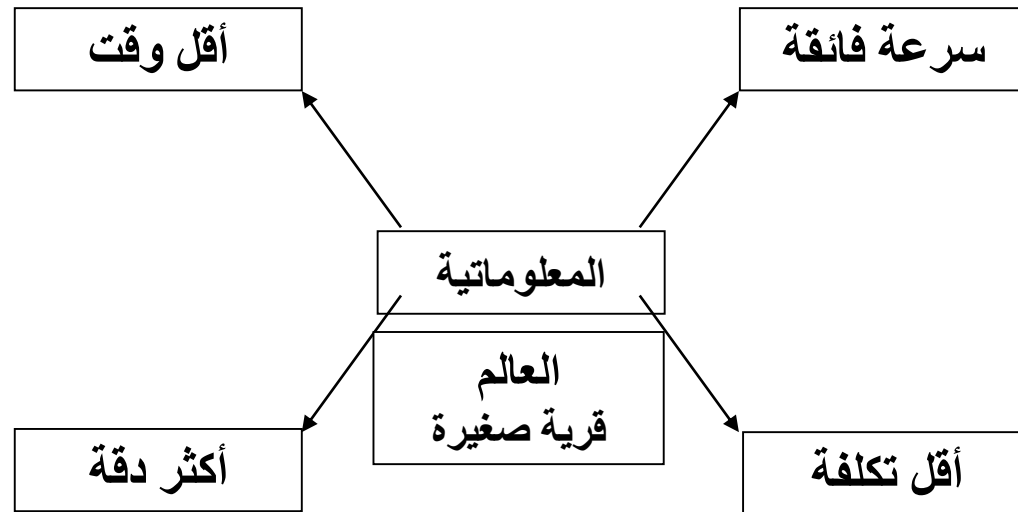 سرعة فائقة
أقل وقت
المعلوماتية
العالم
قرية صغيرة
أقل تكلفة
أكثر دقة